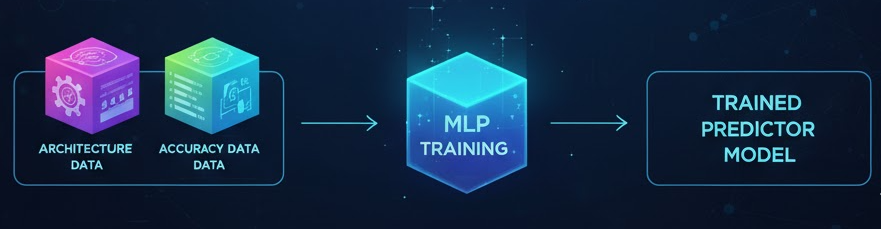 ARCHITECTURE
DATA
ACCURACY DATA
DATA
MLP
TRAINING
TRAINED
PREDICTOR
MODEL